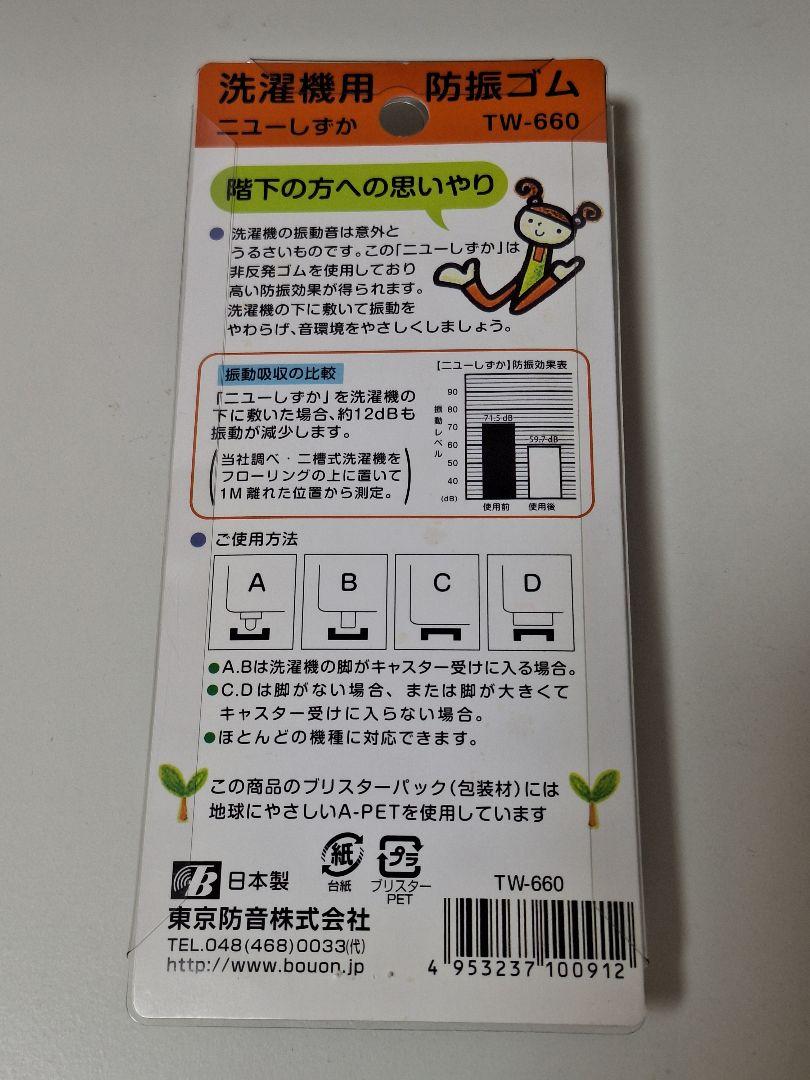 洗濯機用　防振ゴム
ニューしずか　TW-660
階下の方への思いやり
● 洗濯機の振動音は意外と
うるさいものです。この「ニューしずか」は
非反発ゴムを使用しており
高い防振効果が得られます。
洗濯機の下に敷いて振動を
やわらげ、音環境をやさしくしましょう。
振動吸収の比較
「ニューしずか」を洗濯機の
下に敷いた場合、約12dBも
振動が減少します。
(当社調べ・二槽式洗濯機を
フローリングの上に置いて
1M離れた位置から測定。)
【ニューしずか】防振効果表
振動レベル
90
80
70
60
50
40
(dB)
71.5 dB
59.7 dB
使用前　使用後
● ご使用方法
A B C D
●A.Bは洗濯機の脚がキャスター受けに入る場合。
●C.Dは脚がない場合、または脚が大きくて
キャスター受けに入らない場合。
●ほとんどの機種に対応できます。
この商品のブリスターパック(包装材)には
地球にやさしいA-PETを使用しています
B 日本製
紙
台紙
プラ
ブリスター
PET
東京防音株式会社
TEL.048(468)0033(代)
http://www.bouon.jp
TW-660
4 953237 100912